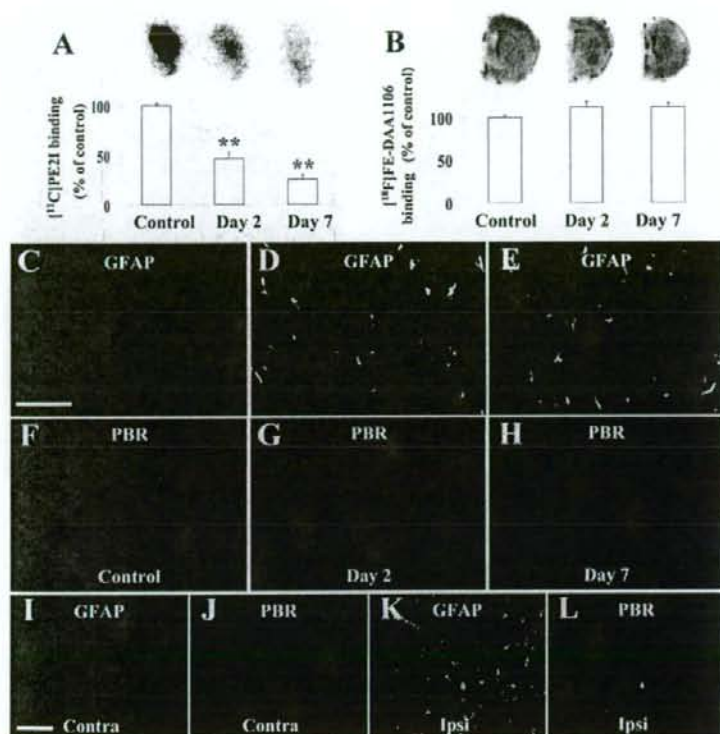 A
B
[¹¹C]PE2I binding
(% of control)
100
50
0
Control Day 2 Day 7
[¹⁸F]FE-DAA1106
binding (% of control)
100
50
0
Control Day 2 Day 7
** **
C GFAP
D GFAP
E GFAP
F PBR
Control
G PBR
Day 2
H PBR
Day 7
I GFAP
Contra
J PBR
Contra
K GFAP
Ipsi
L PBR
Ipsi